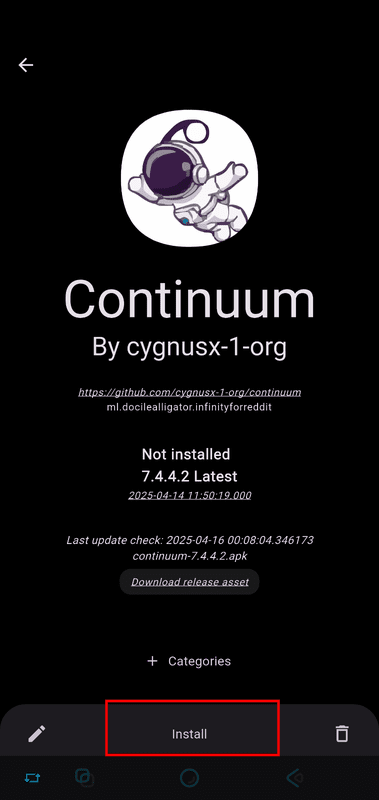 Continuum
By cygnusx-1-org
https://github.com/cygnusx-1-org/continuum
ml.docilealligator.infinityforreddit
Not installed
7.4.4.2 Latest
2025-04-14 11:50:19.000
Last update check: 2025-04-16 00:08:04.346173
continuum-7.4.4.2.apk
Download release asset
+ Categories
Install